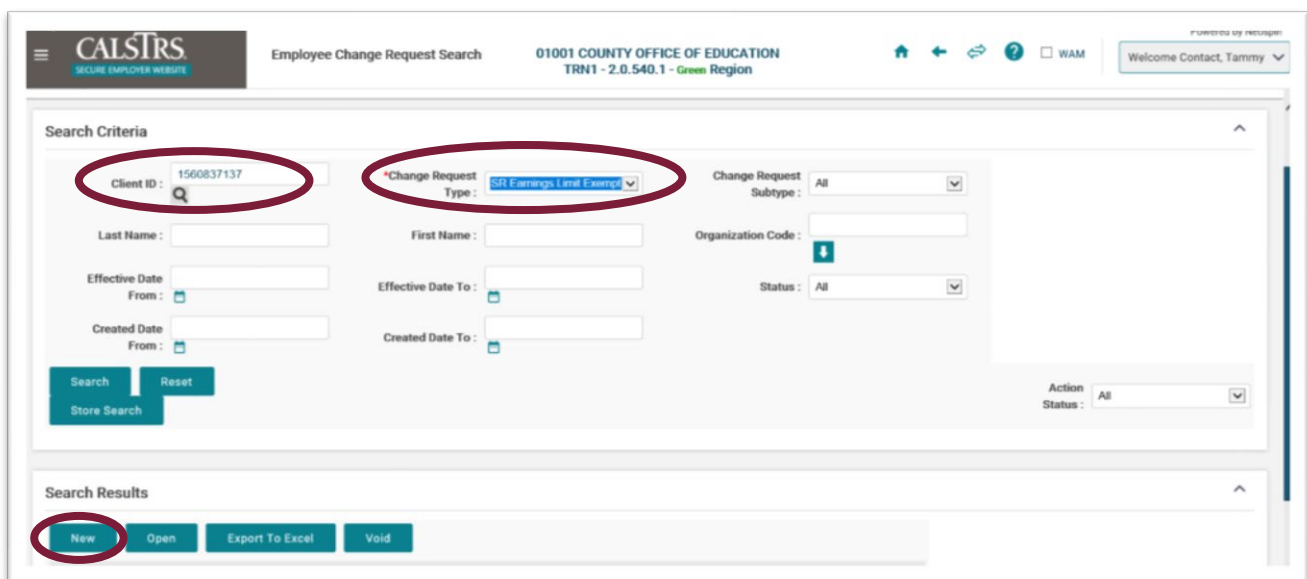 Powered by Neospin
CALSTRS
SECURE EMPLOYER WEBSITE
Employee Change Request Search
01001 COUNTY OFFICE OF EDUCATION
TRN1 - 2.0.540.1 - Green Region
? WAM
Welcome Contact, Tammy
Search Criteria
Client ID : 1560837137
*Change Request Type : SR Earnings Limit Exempt
Change Request Subtype : All
Last Name :
First Name :
Organization Code :
Effective Date From :
Effective Date To :
Status : All
Created Date From :
Created Date To :
Search Reset
Store Search
Action Status : All
Search Results
New Open Export To Excel Void